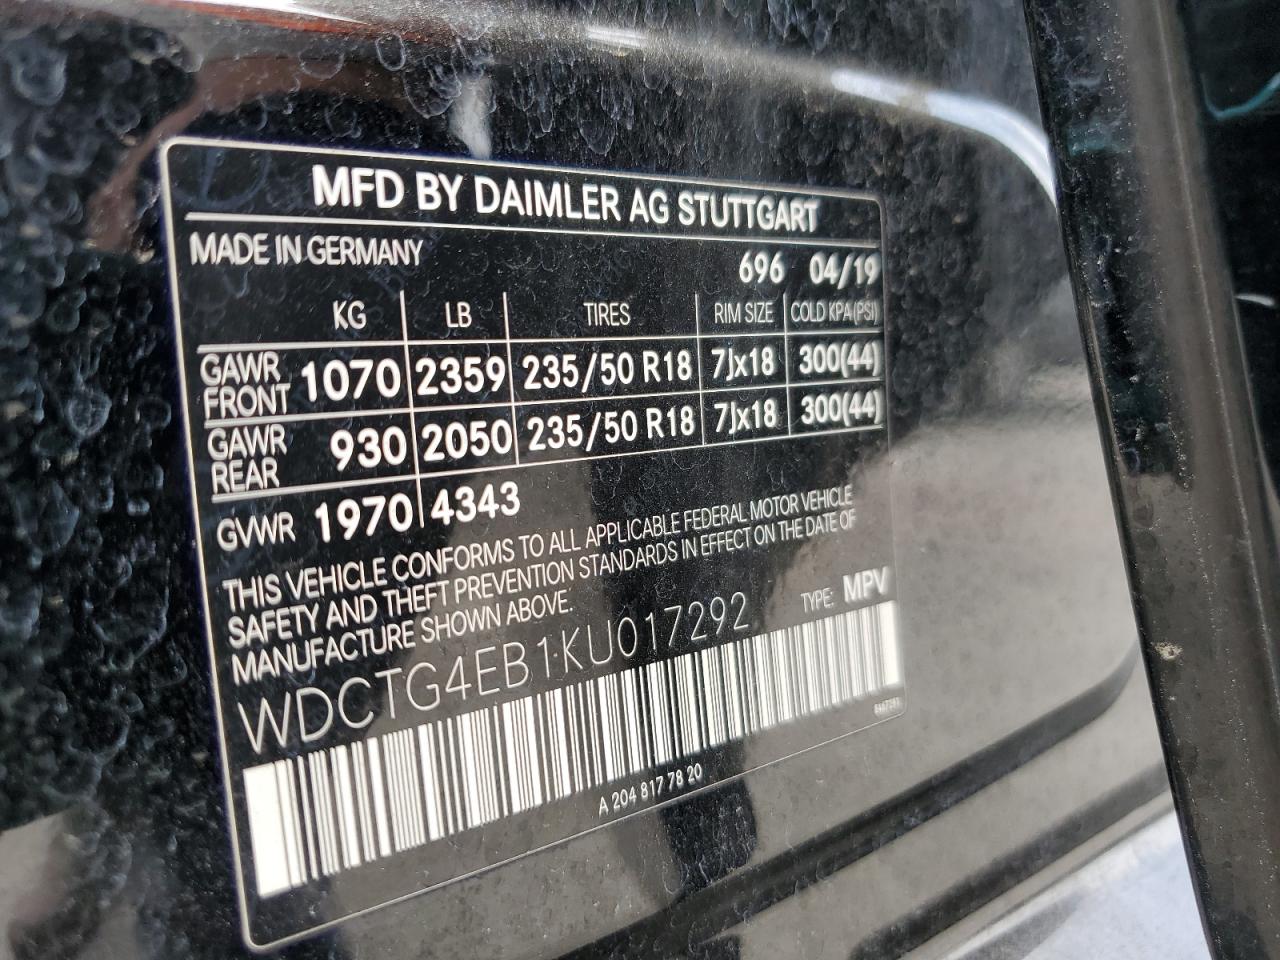 MFD BY DAIMLER AG STUTTGART
MADE IN GERMANY
696 04/19
KG LB TIRES RIM SIZE COLD KPA(PSI)
GAWR FRONT 1070 2359 235/50 R18 7Jx18 300(44)
GAWR REAR 930 2050 235/50 R18 7Jx18 300(44)
GVWR 1970 4343
THIS VEHICLE CONFORMS TO ALL APPLICABLE FEDERAL MOTOR VEHICLE
SAFETY AND THEFT PREVENTION STANDARDS IN EFFECT ON THE DATE OF
MANUFACTURE SHOWN ABOVE.
WDCTG4EB1KU017292 TYPE: MPV
A 204 817 78 20